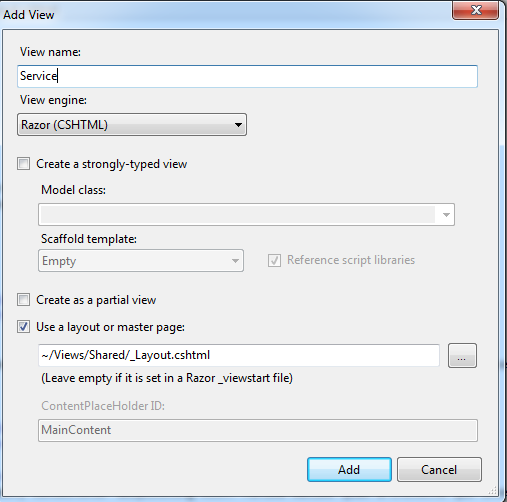 Add View
View name:
Service
View engine:
Razor (CSHTML)
Create a strongly-typed view
Model class:
Scaffold template:
Empty
Reference script libraries
Create as a partial view
Use a layout or master page:
~/Views/Shared/_Layout.cshtml
...
(Leave empty if it is set in a Razor _viewstart file)
ContentPlaceHolder ID:
MainContent
Add
Cancel